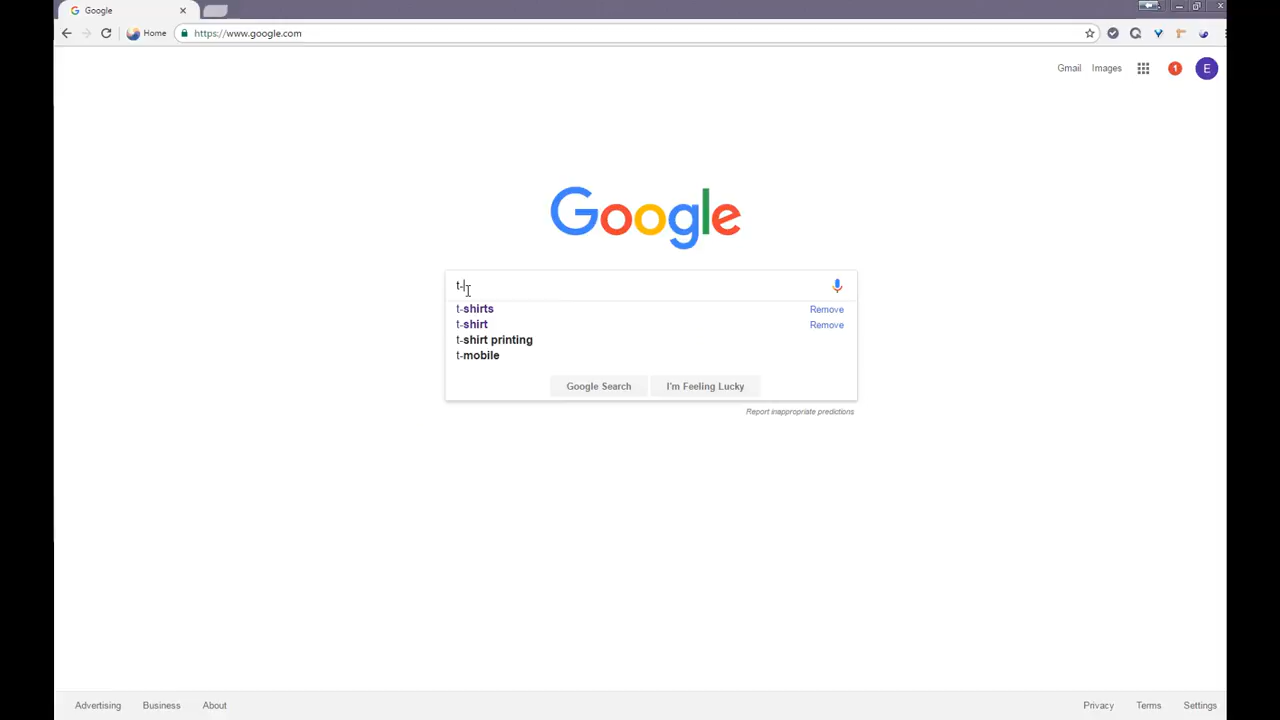 Google
Home
https://www.google.com
Gmail Images 1 E
Google
t-
t-shirts Remove
t-shirt Remove
t-shirt printing
t-mobile
Google Search I'm Feeling Lucky
Report inappropriate predictions
Advertising Business About Privacy Terms Settings